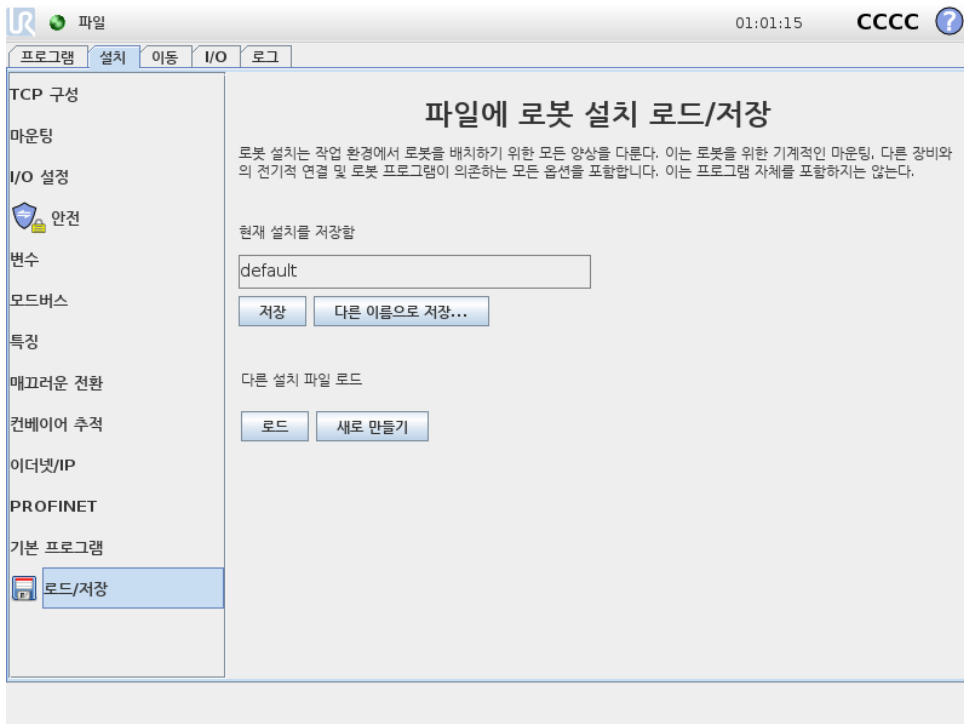 UR 파일 01:01:15 CCCC ?
프로그램 설치 이동 I/O 로그
TCP 구성
마운팅
I/O 설정
안전
변수
모드버스
특징
매끄러운 전환
컨베이어 추적
이더넷/IP
PROFINET
기본 프로그램
로드/저장
파일에 로봇 설치 로드/저장
로봇 설치는 작업 환경에서 로봇을 배치하기 위한 모든 양상을 다룬다. 이는 로봇을 위한 기계적인 마운팅, 다른 장비와
의 전기적 연결 및 로봇 프로그램이 의존하는 모든 옵션을 포함합니다. 이는 프로그램 자체를 포함하지는 않는다.
현재 설치를 저장함
default
저장 다른 이름으로 저장...
다른 설치 파일 로드
로드 새로 만들기